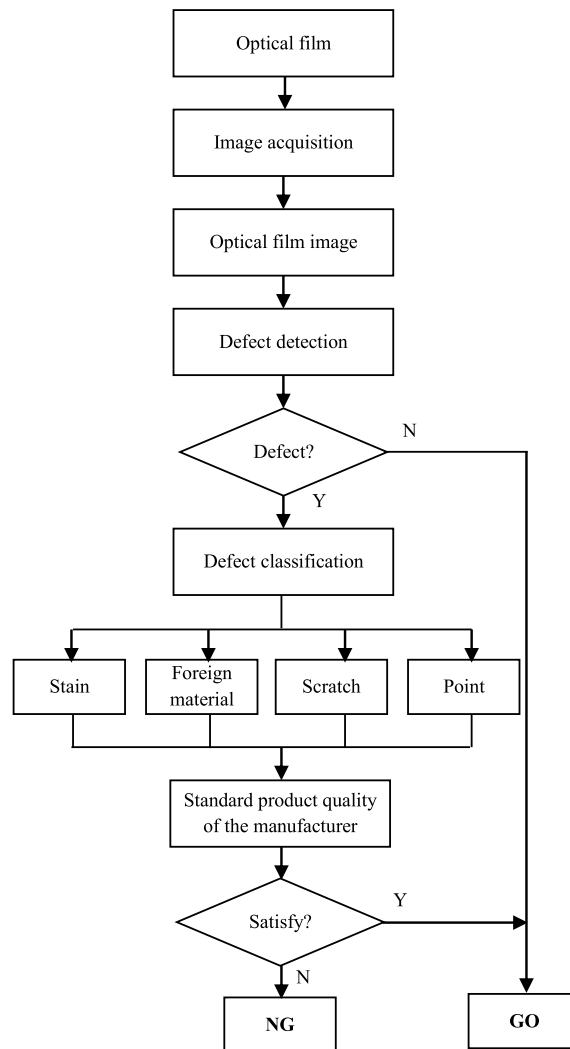 Optical film
Image acquisition
Optical film image
Defect detection
N
Defect?
Y
Defect classification
Stain
Foreign
material
Scratch
Point
Standard product quality
of the manufacturer
Y
Satisfy?
N
NG
GO